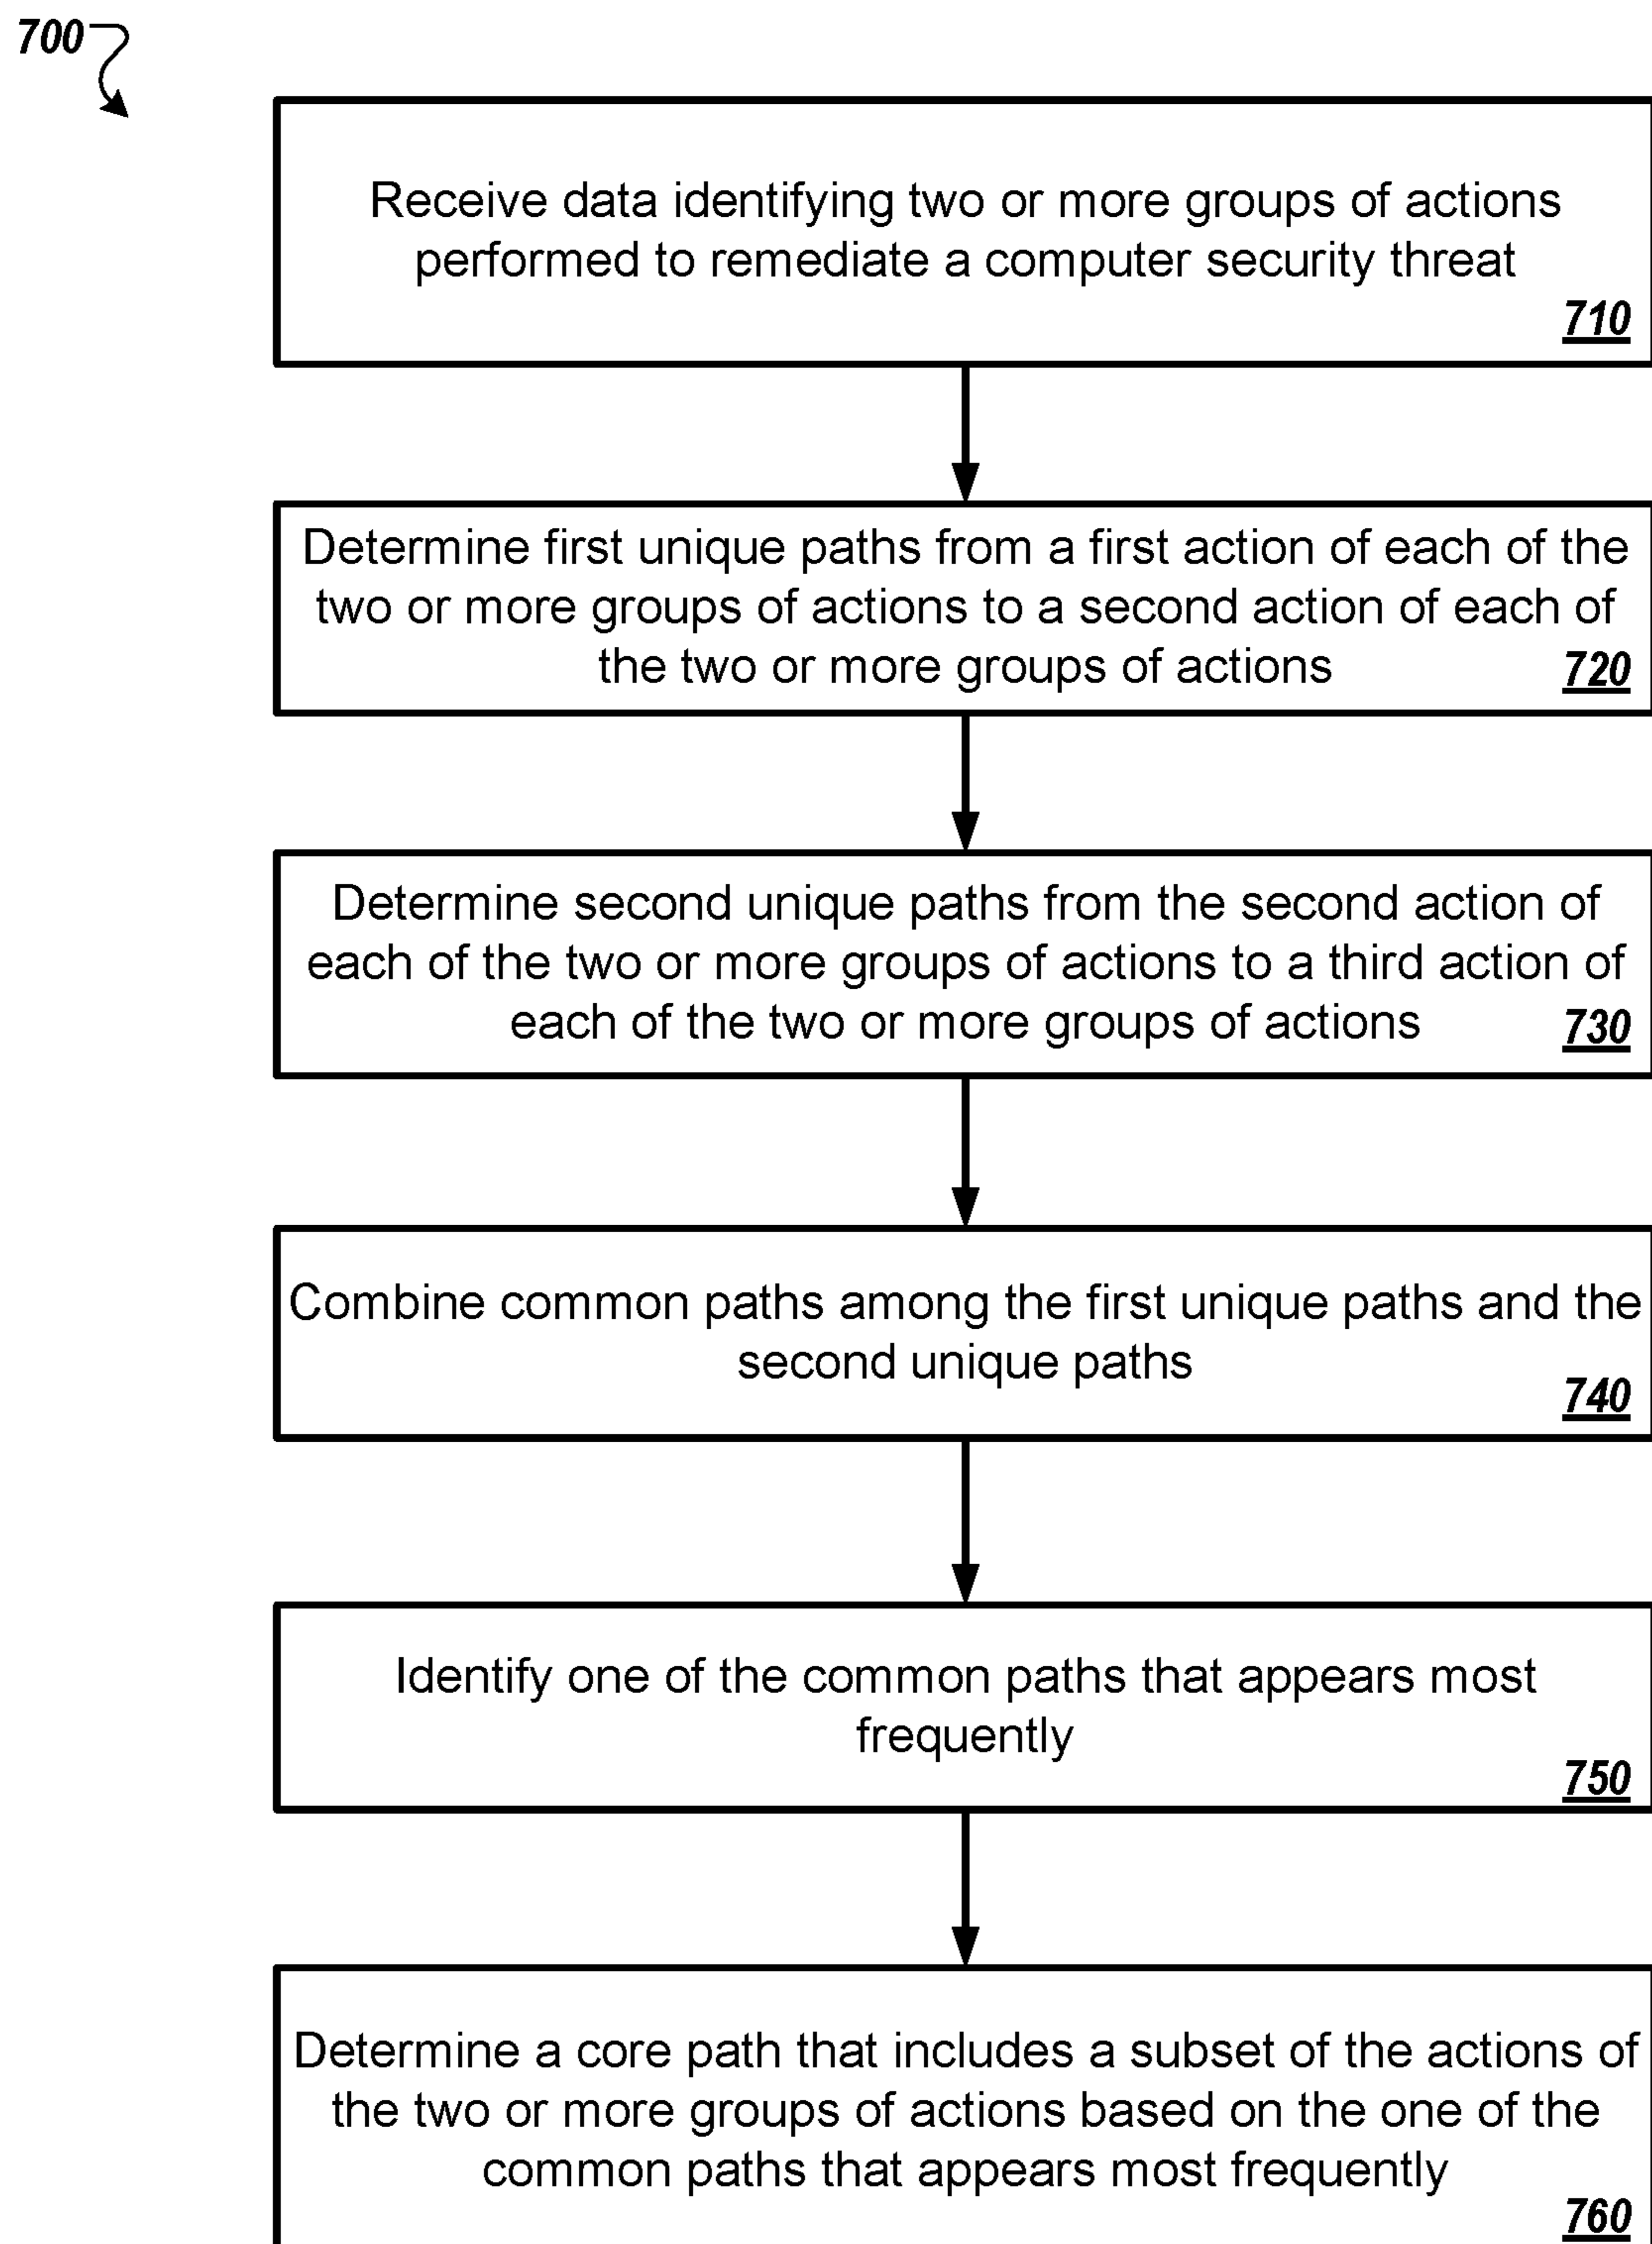 700
Receive data identifying two or more groups of actions
performed to remediate a computer security threat
710
Determine first unique paths from a first action of each of the
two or more groups of actions to a second action of each of
the two or more groups of actions
720
Determine second unique paths from the second action of
each of the two or more groups of actions to a third action of
each of the two or more groups of actions
730
Combine common paths among the first unique paths and the
second unique paths
740
Identify one of the common paths that appears most
frequently
750
Determine a core path that includes a subset of the actions of
the two or more groups of actions based on the one of the
common paths that appears most frequently
760